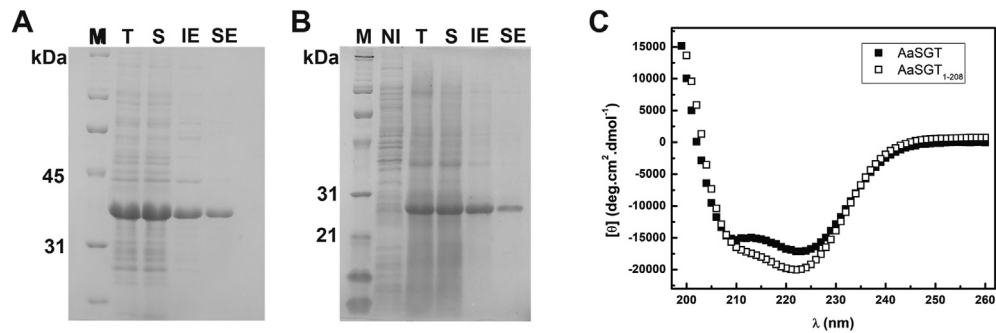 A
M T S IE SE
kDa
45
31
B
M NI T S IE SE
kDa
31
21
C
AaSGT
AaSGT1-208
[θ] (deg.cm2.dmol-1)
15000
10000
5000
0
-5000
-10000
-15000
-20000
200 210 220 230 240 250 260
λ (nm)